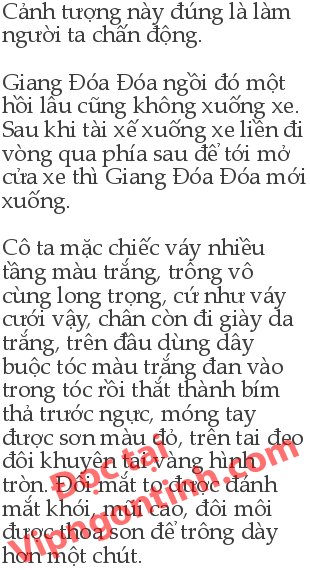 Cảnh tượng này đúng là làm
người ta chấn động.
Giang Đóa Đóa ngồi đó một
hồi lâu cũng không xuống xe.
Sau khi tài xế xuống xe liền đi
vòng qua phía sau để tới mở
cửa xe thì Giang Đóa Đóa mới
xuống.
Cô ta mặc chiếc váy nhiều
tầng màu trắng, trông vô
cùng long trọng, cứ như váy
cưới vậy, chân còn đi giày da
trắng, trên đầu dùng dây
buộc tóc màu trắng đan vào
trong tóc rồi thắt thành bím
thả trước ngực, móng tay
được sơn màu đỏ, trên tai đeo
đôi khuyên tai vàng hình
tròn. Đôi mắt to được đánh
mắt khói, mũi cao, đôi môi
được thoa son để trông dày
hơn một chút.
Đọc tại
Vipngontinh.com